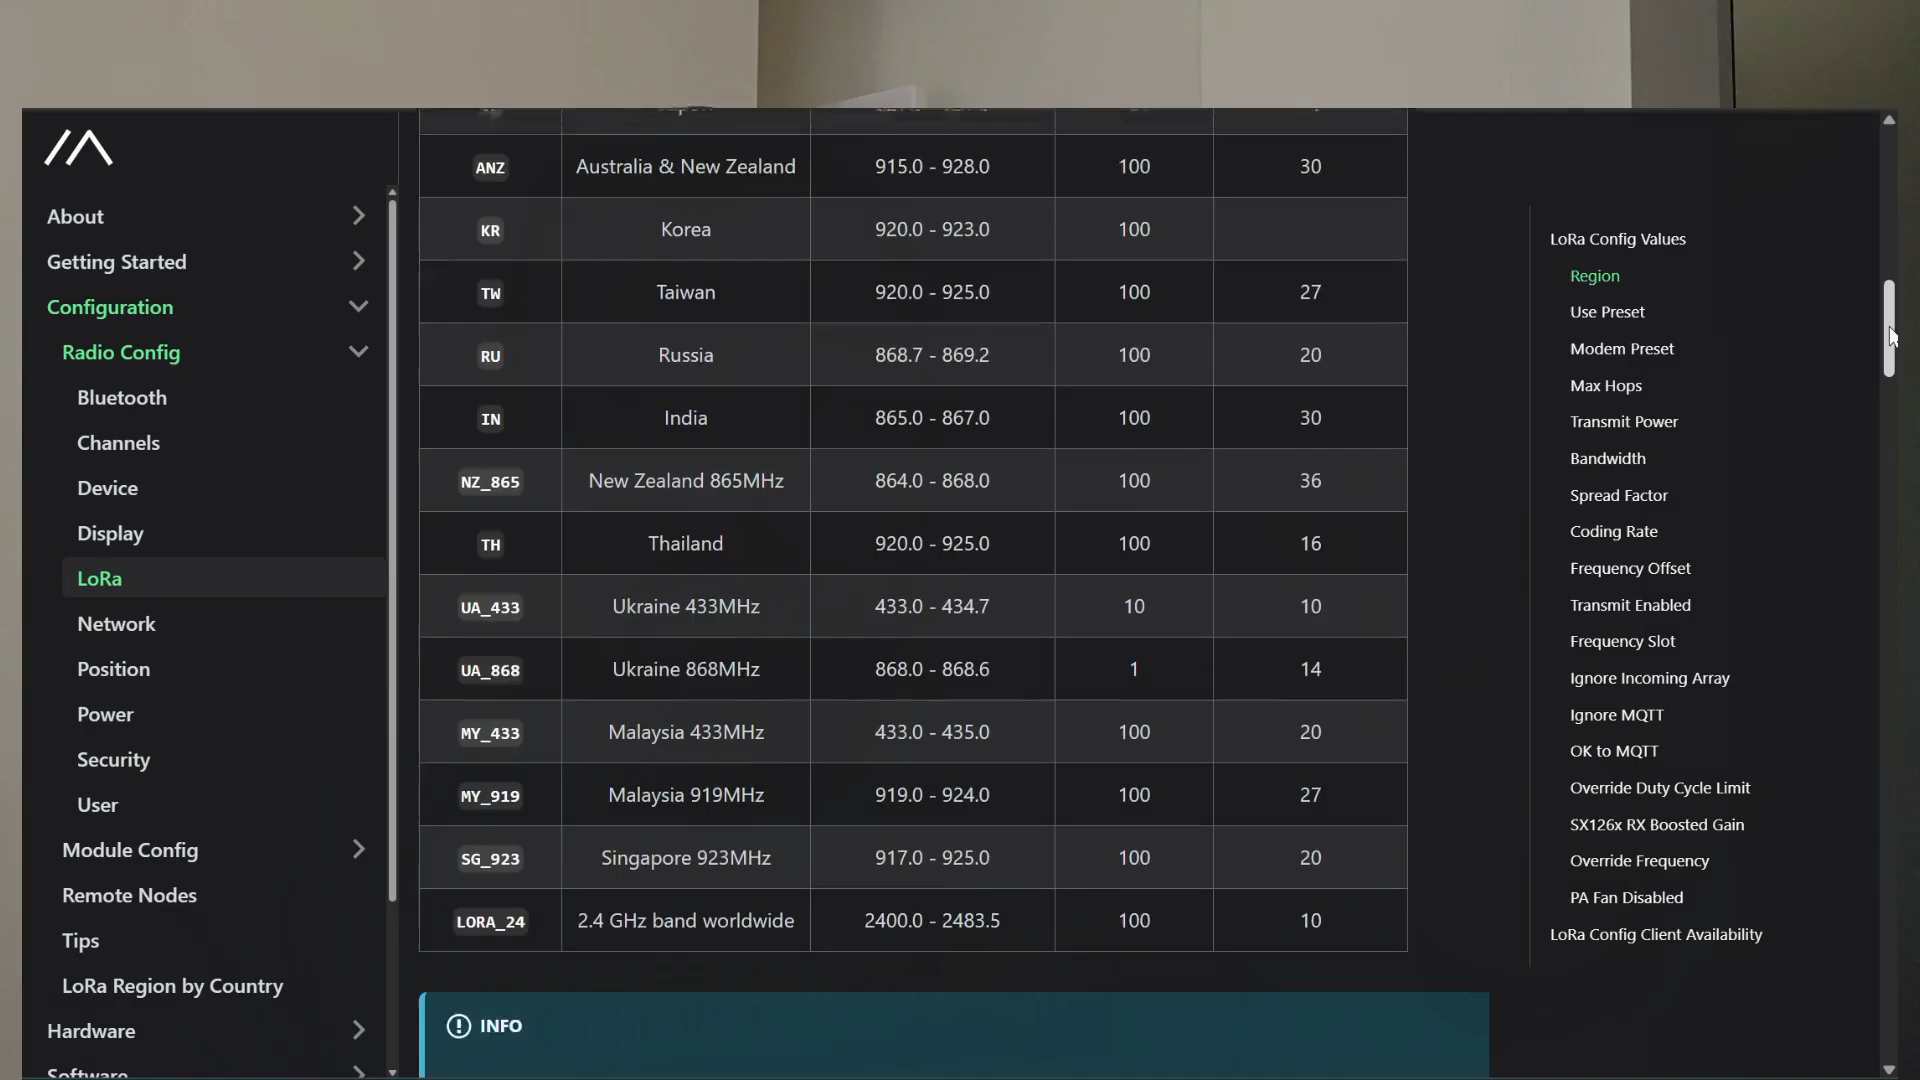 About
Getting Started
Configuration
Radio Config
Bluetooth
Channels
Device
Display
LoRa
Network
Position
Power
Security
User
Module Config
Remote Nodes
Tips
LoRa Region by Country
Hardware
Software
ANZ Australia & New Zealand 915.0 - 928.0 100 30
KR Korea 920.0 - 923.0 100
TW Taiwan 920.0 - 925.0 100 27
RU Russia 868.7 - 869.2 100 20
IN India 865.0 - 867.0 100 30
NZ_865 New Zealand 865MHz 864.0 - 868.0 100 36
TH Thailand 920.0 - 925.0 100 16
UA_433 Ukraine 433MHz 433.0 - 434.7 10 10
UA_868 Ukraine 868MHz 868.0 - 868.6 1 14
MY_433 Malaysia 433MHz 433.0 - 435.0 100 20
MY_919 Malaysia 919MHz 919.0 - 924.0 100 27
SG_923 Singapore 923MHz 917.0 - 925.0 100 20
LORA_24 2.4 GHz band worldwide 2400.0 - 2483.5 100 10
INFO
LoRa Config Values
Region
Use Preset
Modem Preset
Max Hops
Transmit Power
Bandwidth
Spread Factor
Coding Rate
Frequency Offset
Transmit Enabled
Frequency Slot
Ignore Incoming Array
Ignore MQTT
OK to MQTT
Override Duty Cycle Limit
SX126x RX Boosted Gain
Override Frequency
PA Fan Disabled
LoRa Config Client Availability